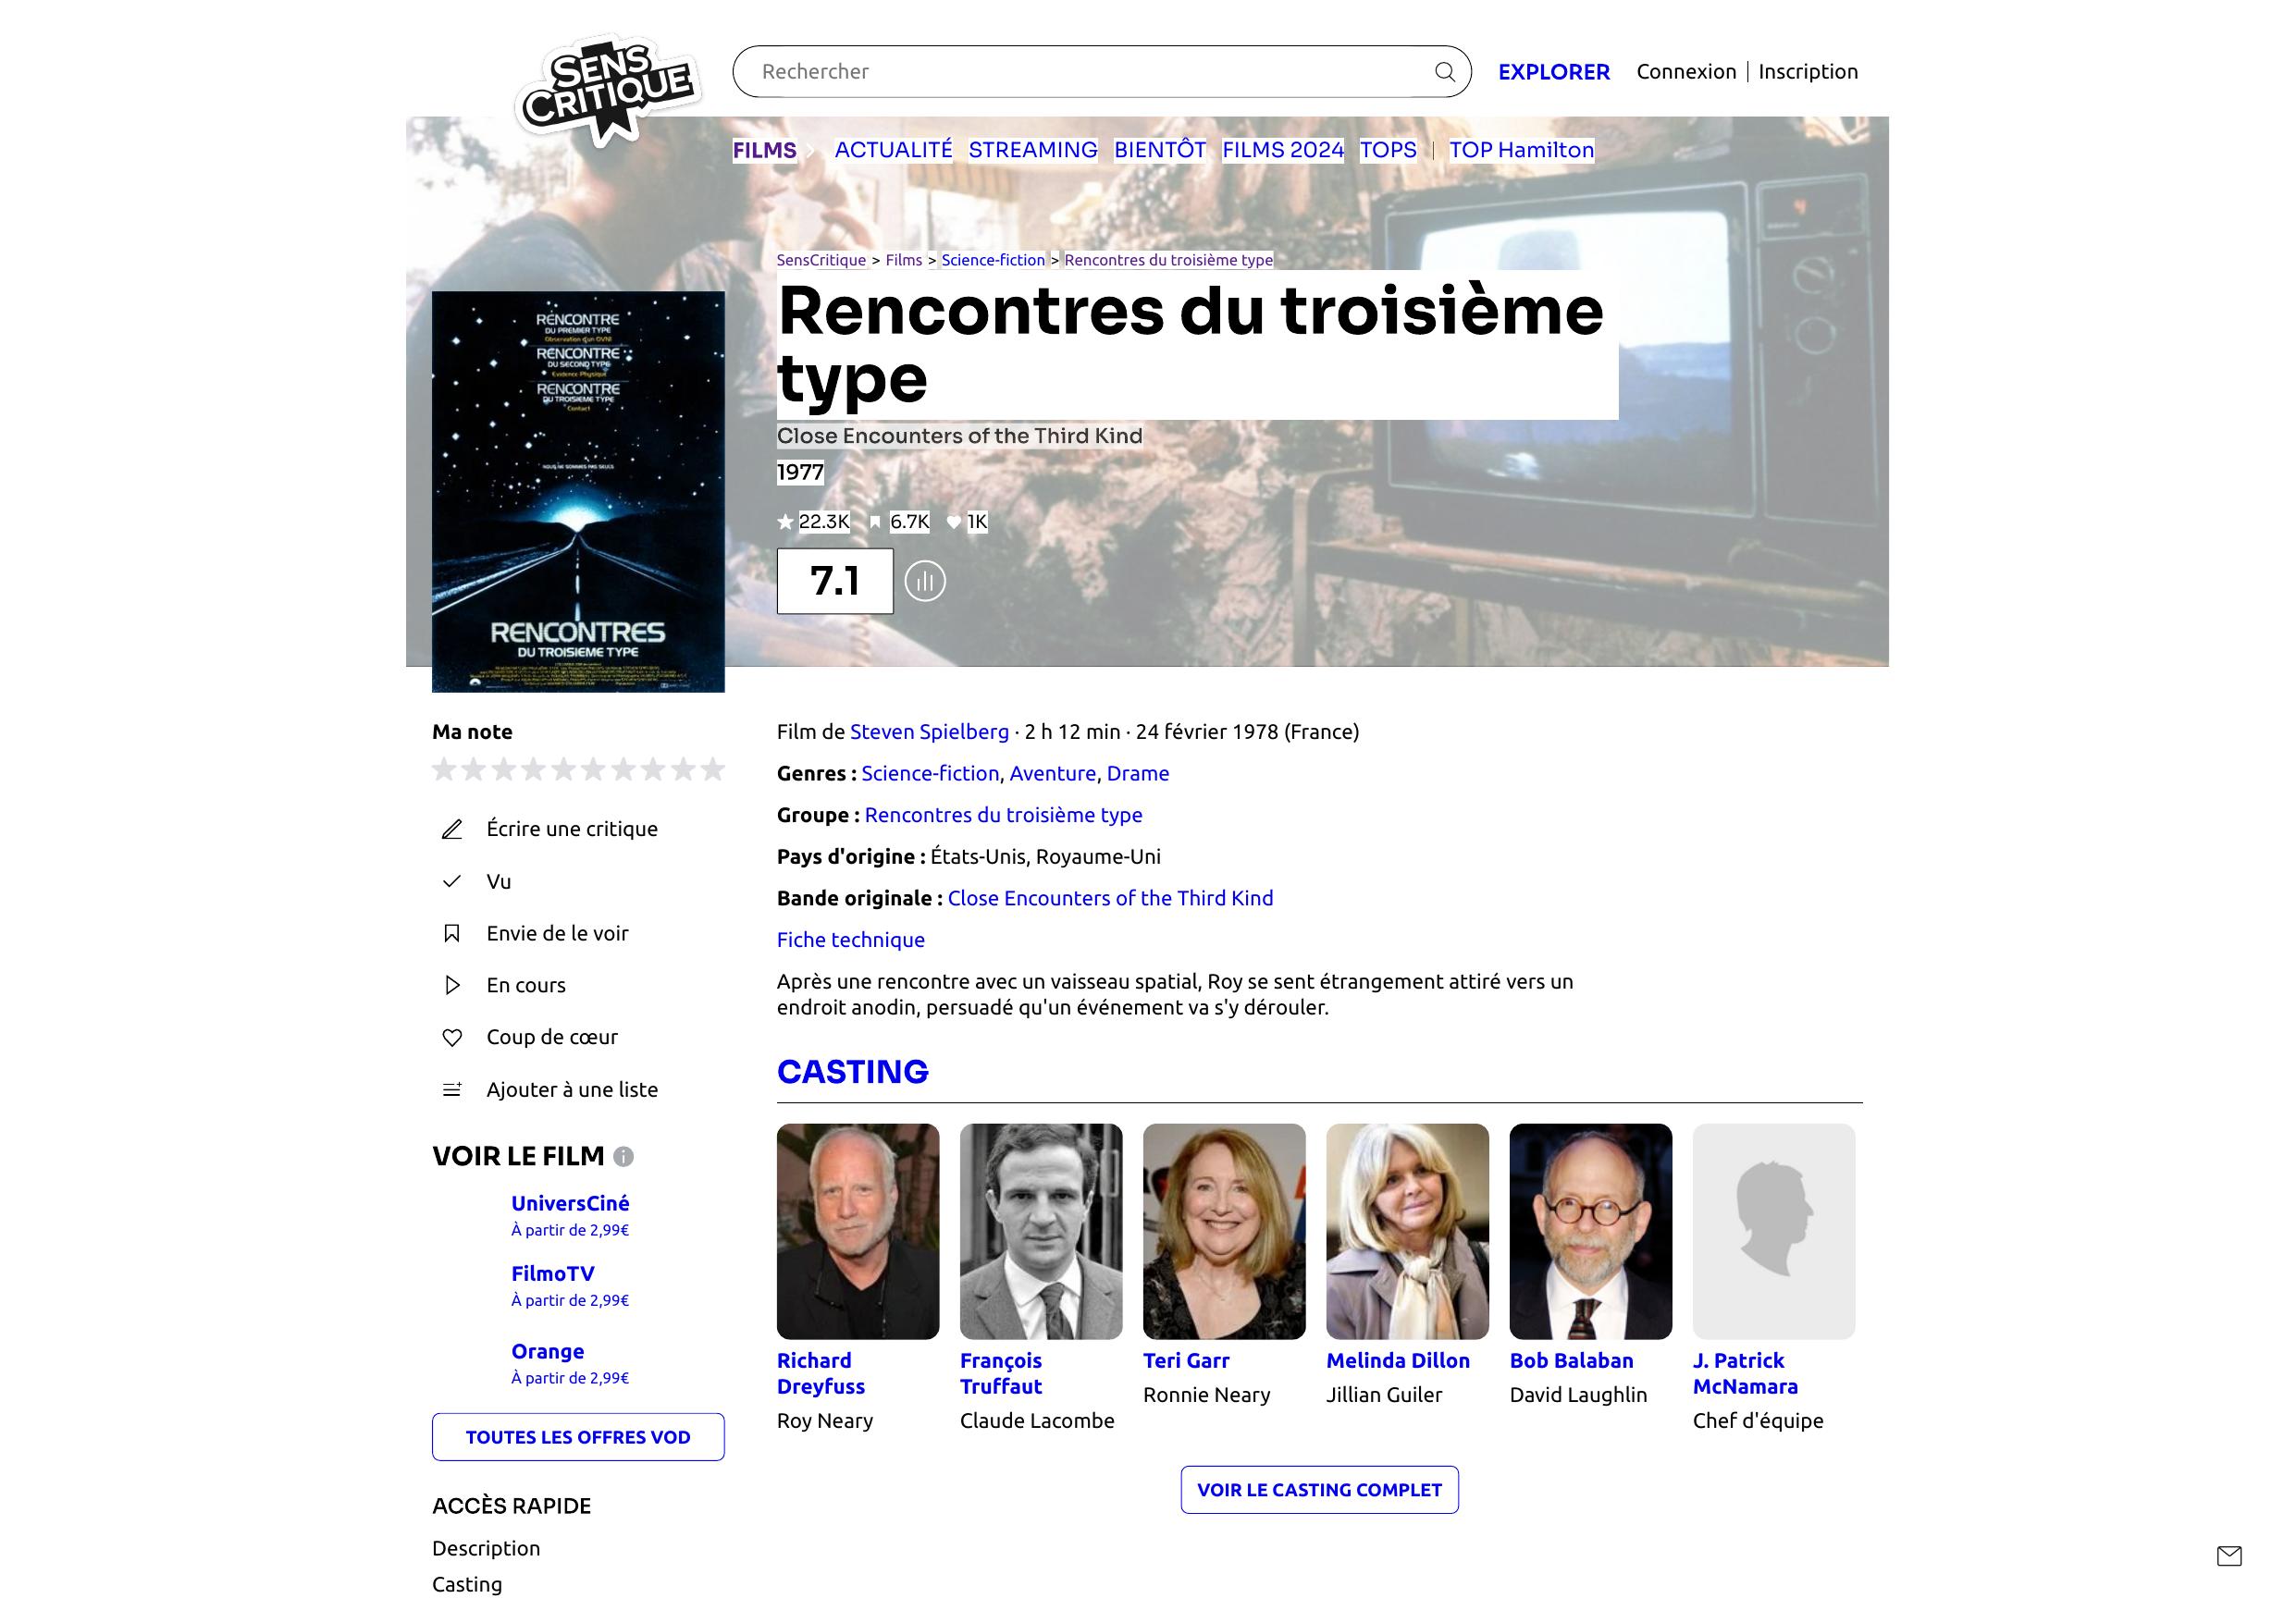 SENS
CRITIQUE
Rechercher
EXPLORER
Connexion | Inscription
FILMS
ACTUALITÉ STREAMING BIENTÔT FILMS 2024 TOPS | TOP Hamilton
SensCritique > Films > Science-fiction > Rencontres du troisième type
Rencontres du troisième
type
Close Encounters of the Third Kind
1977
22.3K 6.7K 1K
7.1
RENCONTRE
DU PREMIER TYPE
Observation d'un OVNI
RENCONTRE
DU SECOND TYPE
Evidence Physique
RENCONTRE
DU TROISIEME TYPE
Contact
NOUS NE SOMMES PAS SEULS
RENCONTRES
DU TROISIEME TYPE
Ma note
Écrire une critique
Vu
Envie de le voir
En cours
Coup de cœur
Ajouter à une liste
VOIR LE FILM
UniversCiné
À partir de 2,99€
FilmoTV
À partir de 2,99€
Orange
À partir de 2,99€
TOUTES LES OFFRES VOD
ACCÈS RAPIDE
Description
Casting
Film de Steven Spielberg · 2 h 12 min · 24 février 1978 (France)
Genres : Science-fiction, Aventure, Drame
Groupe : Rencontres du troisième type
Pays d'origine : États-Unis, Royaume-Uni
Bande originale : Close Encounters of the Third Kind
Fiche technique
Après une rencontre avec un vaisseau spatial, Roy se sent étrangement attiré vers un
endroit anodin, persuadé qu'un événement va s'y dérouler.
CASTING
Richard
Dreyfuss
Roy Neary
François
Truffaut
Claude Lacombe
Teri Garr
Ronnie Neary
Melinda Dillon
Jillian Guiler
Bob Balaban
David Laughlin
J. Patrick
McNamara
Chef d'équipe
VOIR LE CASTING COMPLET